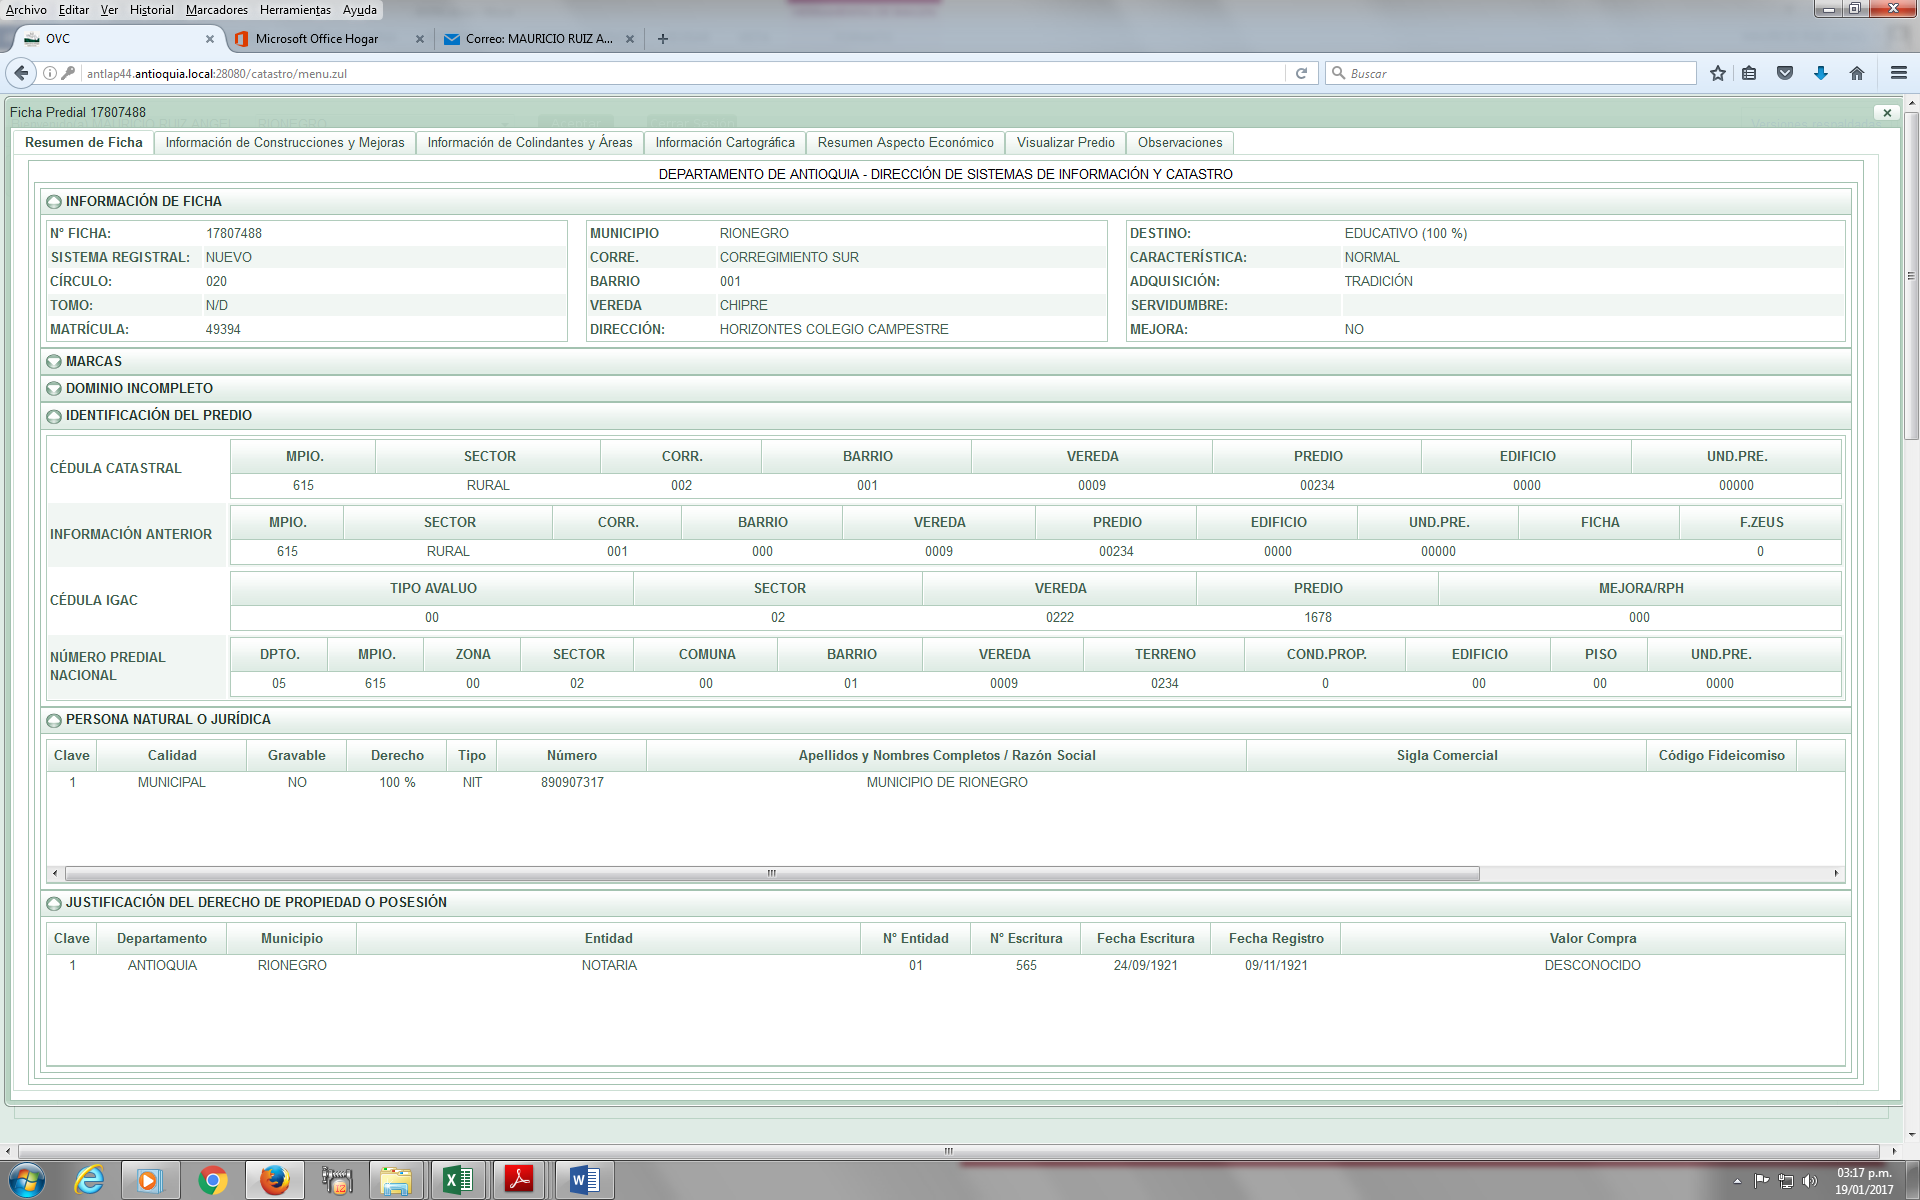 Archivo Editar Ver Historial Marcadores Herramientas Ayuda
OVC Microsoft Office Hogar Correo: MAURICIO RUIZ A...
antlap44.antioquia.local:28080/catastro/menu.zul Buscar
Ficha Predial 17807488
Resumen de Ficha Información de Construcciones y Mejoras Información de Colindantes y Áreas Información Cartográfica Resumen Aspecto Económico Visualizar Predio Observaciones
DEPARTAMENTO DE ANTIOQUIA - DIRECCIÓN DE SISTEMAS DE INFORMACIÓN Y CATASTRO
INFORMACIÓN DE FICHA
N° FICHA: 17807488 MUNICIPIO RIONEGRO DESTINO: EDUCATIVO (100 %)
SISTEMA REGISTRAL: NUEVO CORRE. CORREGIMIENTO SUR CARACTERÍSTICA: NORMAL
CÍRCULO: 020 BARRIO 001 ADQUISICIÓN: TRADICIÓN
TOMO: N/D VEREDA CHIPRE SERVIDUMBRE:
MATRÍCULA: 49394 DIRECCIÓN: HORIZONTES COLEGIO CAMPESTRE MEJORA: NO
MARCAS
DOMINIO INCOMPLETO
IDENTIFICACIÓN DEL PREDIO
CÉDULA CATASTRAL
MPIO. SECTOR CORR. BARRIO VEREDA PREDIO EDIFICIO UND.PRE.
615 RURAL 002 001 0009 00234 0000 00000
INFORMACIÓN ANTERIOR
MPIO. SECTOR CORR. BARRIO VEREDA PREDIO EDIFICIO UND.PRE. FICHA F.ZEUS
615 RURAL 001 000 0009 00234 0000 00000 0
CÉDULA IGAC
TIPO AVALUO SECTOR VEREDA PREDIO MEJORA/RPH
00 02 0222 1678 000
NÚMERO PREDIAL
NACIONAL
DPTO. MPIO. ZONA SECTOR COMUNA BARRIO VEREDA TERRENO COND.PROP. EDIFICIO PISO UND.PRE.
05 615 00 02 00 01 0009 0234 0 00 00 0000
PERSONA NATURAL O JURÍDICA
Clave Calidad Gravable Derecho Tipo Número Apellidos y Nombres Completos / Razón Social Sigla Comercial Código Fideicomiso
1 MUNICIPAL NO 100 % NIT 890907317 MUNICIPIO DE RIONEGRO
JUSTIFICACIÓN DEL DERECHO DE PROPIEDAD O POSESIÓN
Clave Departamento Municipio Entidad N° Entidad N° Escritura Fecha Escritura Fecha Registro Valor Compra
1 ANTIOQUIA RIONEGRO NOTARIA 01 565 24/09/1921 09/11/1921 DESCONOCIDO
03:17 p.m.
19/01/2017